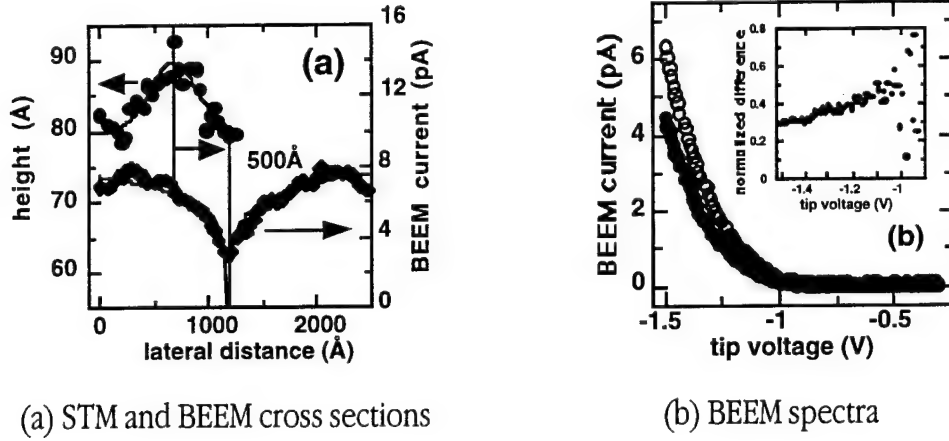 (a)
height (Å)
90
80
70
60
16
12
8
4
0
BEEM current (pA)
500Å
0
1000
2000
lateral distance (Å)
(a) STM and BEEM cross sections
(b)
BEEM current (pA)
6
4
2
0
-1.5
-1
-0.5
tip voltage (V)
normalized difference
0.8
0.6
0.4
0.2
0
-1.4
-1.2
-1
tip voltage (V)
(b) BEEM spectra